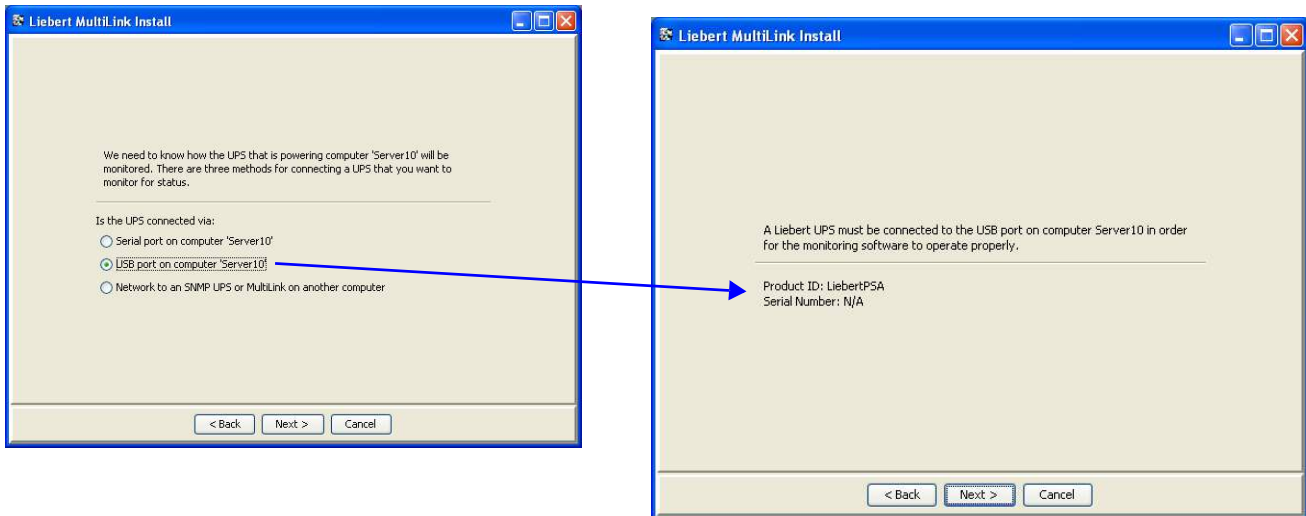 Liebert MultiLink Install
We need to know how the UPS that is powering computer 'Server10' will be
monitored. There are three methods for connecting a UPS that you want to
monitor for status.
Is the UPS connected via:
Serial port on computer 'Server10'
USB port on computer 'Server10'
Network to an SNMP UPS or MultiLink on another computer
< Back
Next >
Cancel
Liebert MultiLink Install
A Liebert UPS must be connected to the USB port on computer Server10 in order
for the monitoring software to operate properly.
Product ID: LiebertPSA
Serial Number: N/A
< Back
Next >
Cancel